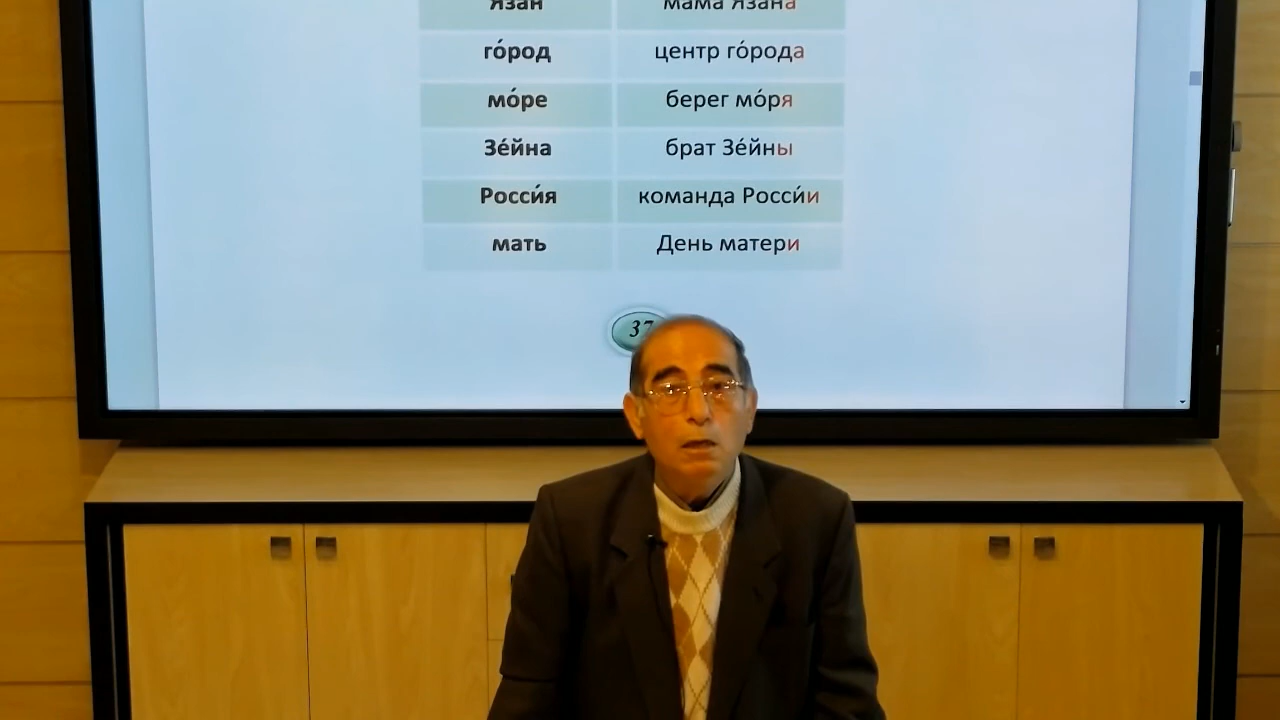 Язан мама Язана
го́род центр го́рода
мо́ре берег мо́ря
Зе́йна брат Зе́йны
Росси́я команда Росси́и
мать День матери
37